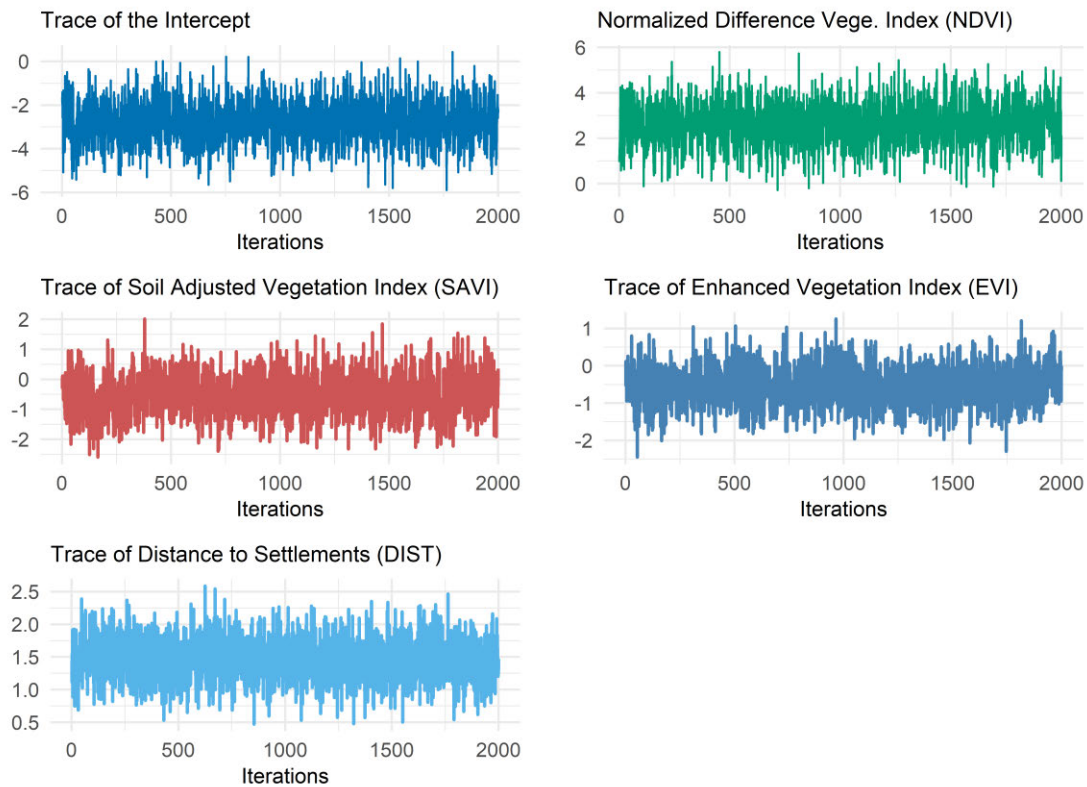 Trace of the Intercept
0
-2
-4
-6
0 500 1000 1500 2000
Iterations
Normalized Difference Vege. Index (NDVI)
6
4
2
0
0 500 1000 1500 2000
Iterations
Trace of Soil Adjusted Vegetation Index (SAVI)
2
1
0
-1
-2
0 500 1000 1500 2000
Iterations
Trace of Enhanced Vegetation Index (EVI)
1
0
-1
-2
0 500 1000 1500 2000
Iterations
Trace of Distance to Settlements (DIST)
2.5
2.0
1.5
1.0
0.5
0 500 1000 1500 2000
Iterations